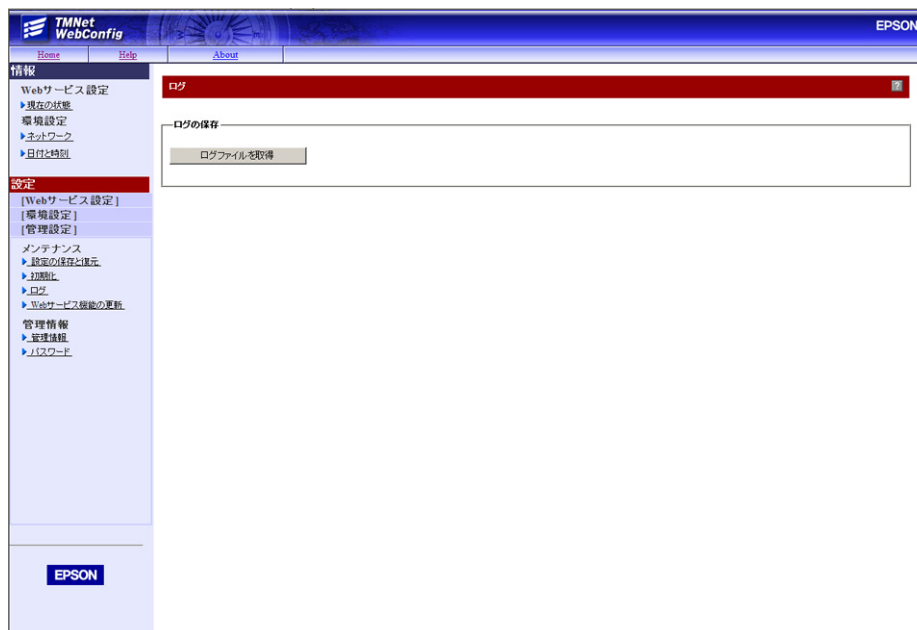 TMNet
WebConfig
EPSON
Home Help About
情報
Webサービス設定
現在の状態
環境設定
ネットワーク
日付と時刻
設定
[Webサービス設定]
[環境設定]
[管理設定]
メンテナンス
設定の保存と復元
初期化
ログ
Webサービス機能の更新
管理情報
管理情報
パスワード
EPSON
ログ ?
ログの保存
ログファイルを取得